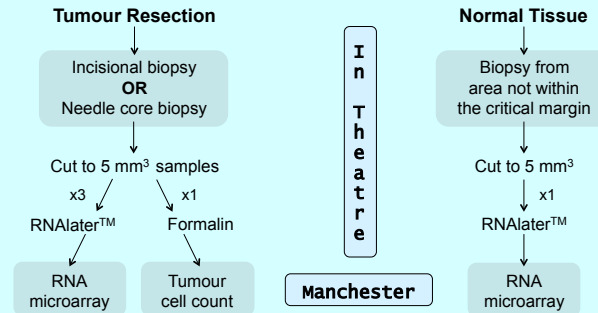 Tumour Resection
Incisional biopsy
OR
Needle core biopsy
Cut to 5 mm³ samples
x3
x1
RNAlater™
Formalin
RNA
microarray
Tumour
cell count
In Theatre
Manchester
Normal Tissue
Biopsy from
area not within
the critical margin
Cut to 5 mm³
x1
RNAlater™
RNA
microarray